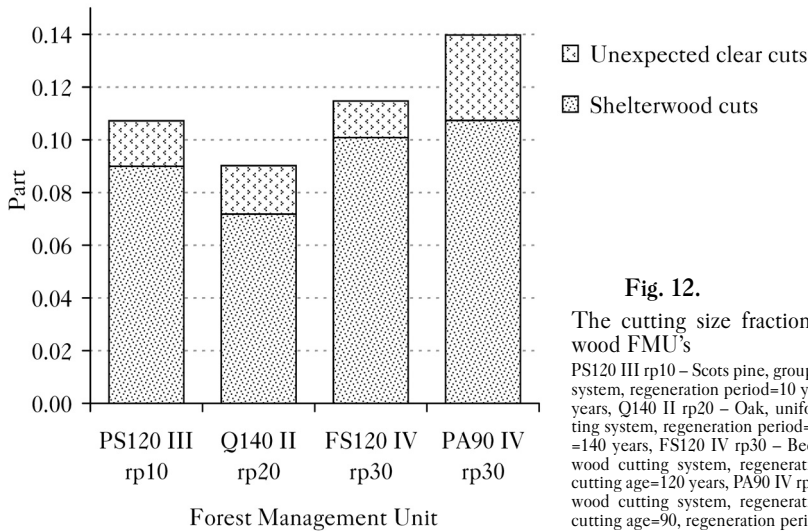 0.14
0.12
0.10
0.08
0.06
0.04
0.02
0.00
Part
PS120 III
rp10
Q140 II
rp20
FS120 IV
rp30
PA90 IV
rp30
Forest Management Unit
Unexpected clear cuts
Shelterwood cuts
Fig. 12.
The cutting size fraction
wood FMU's
PS120 III rp10 – Scots pine, group
system, regeneration period=10 y
years, Q140 II rp20 – Oak, unifo
ting system, regeneration period=
=140 years, FS120 IV rp30 – Be
wood cutting system, regenerati
cutting age=120 years, PA90 IV rp
wood cutting system, regenerati
cutting age=90, regeneration peri